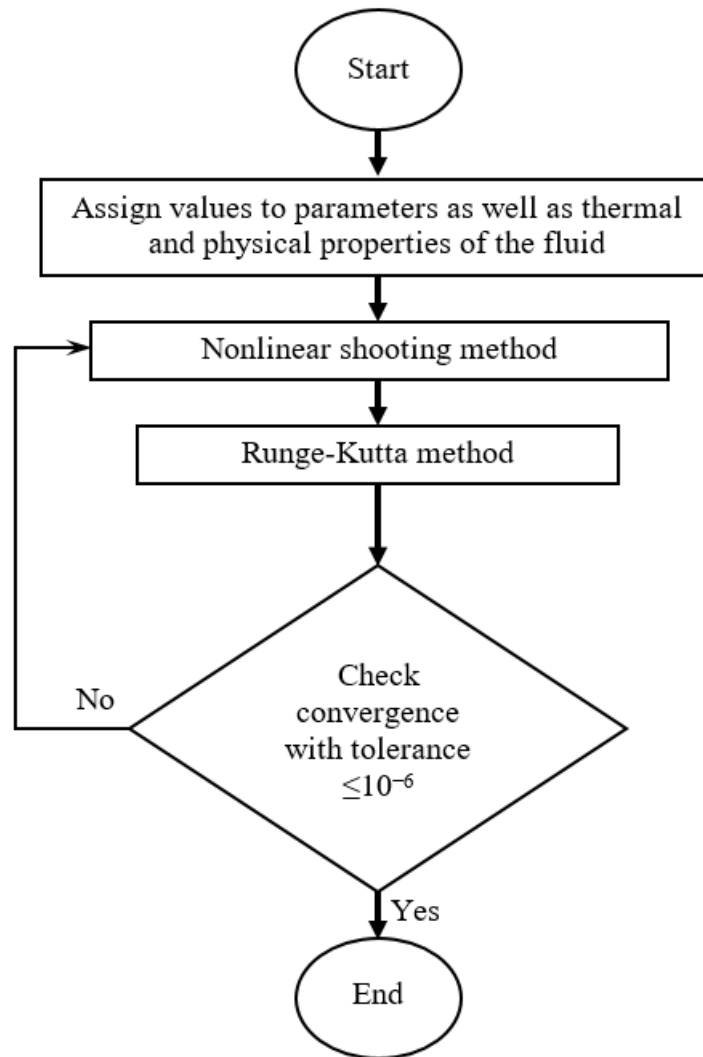 Start
Assign values to parameters as well as thermal
and physical properties of the fluid
Nonlinear shooting method
Runge-Kutta method
Check
convergence
with tolerance
≤10⁻⁶
No
Yes
End